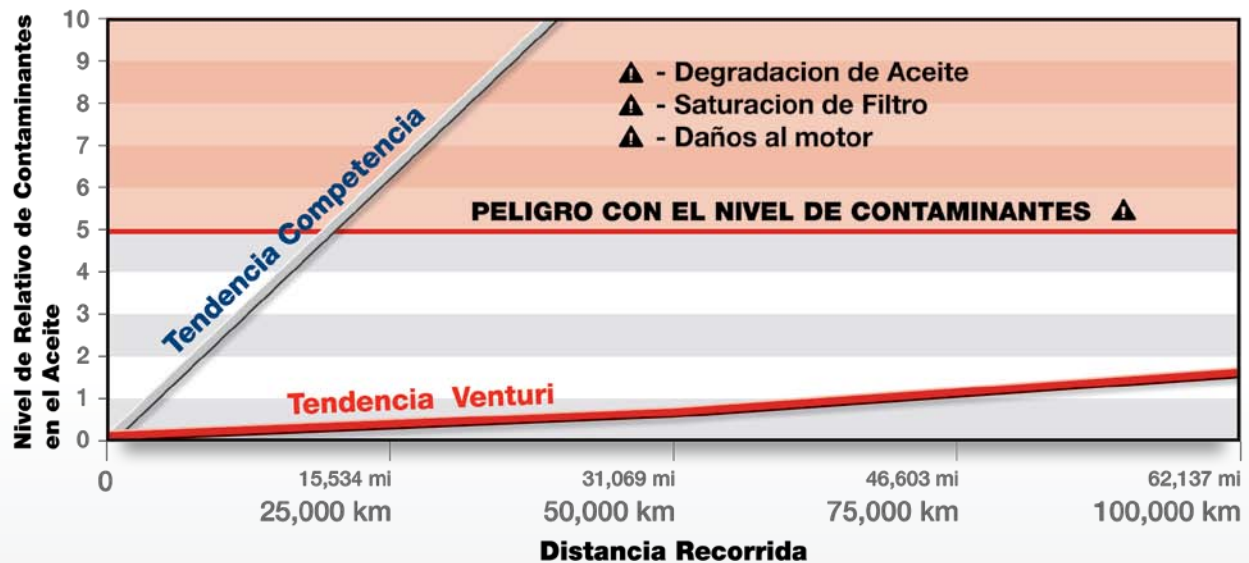 Nivel de Relativo de Contaminantes
en el Aceite
10
9
8
7
6
5
4
3
2
1
0
⚠ - Degradacion de Aceite
⚠ - Saturacion de Filtro
⚠ - Daños al motor
PELIGRO CON EL NIVEL DE CONTAMINANTES ⚠
Tendencia Competencia
Tendencia Venturi
0
15,534 mi
31,069 mi
46,603 mi
62,137 mi
25,000 km
50,000 km
75,000 km
100,000 km
Distancia Recorrida